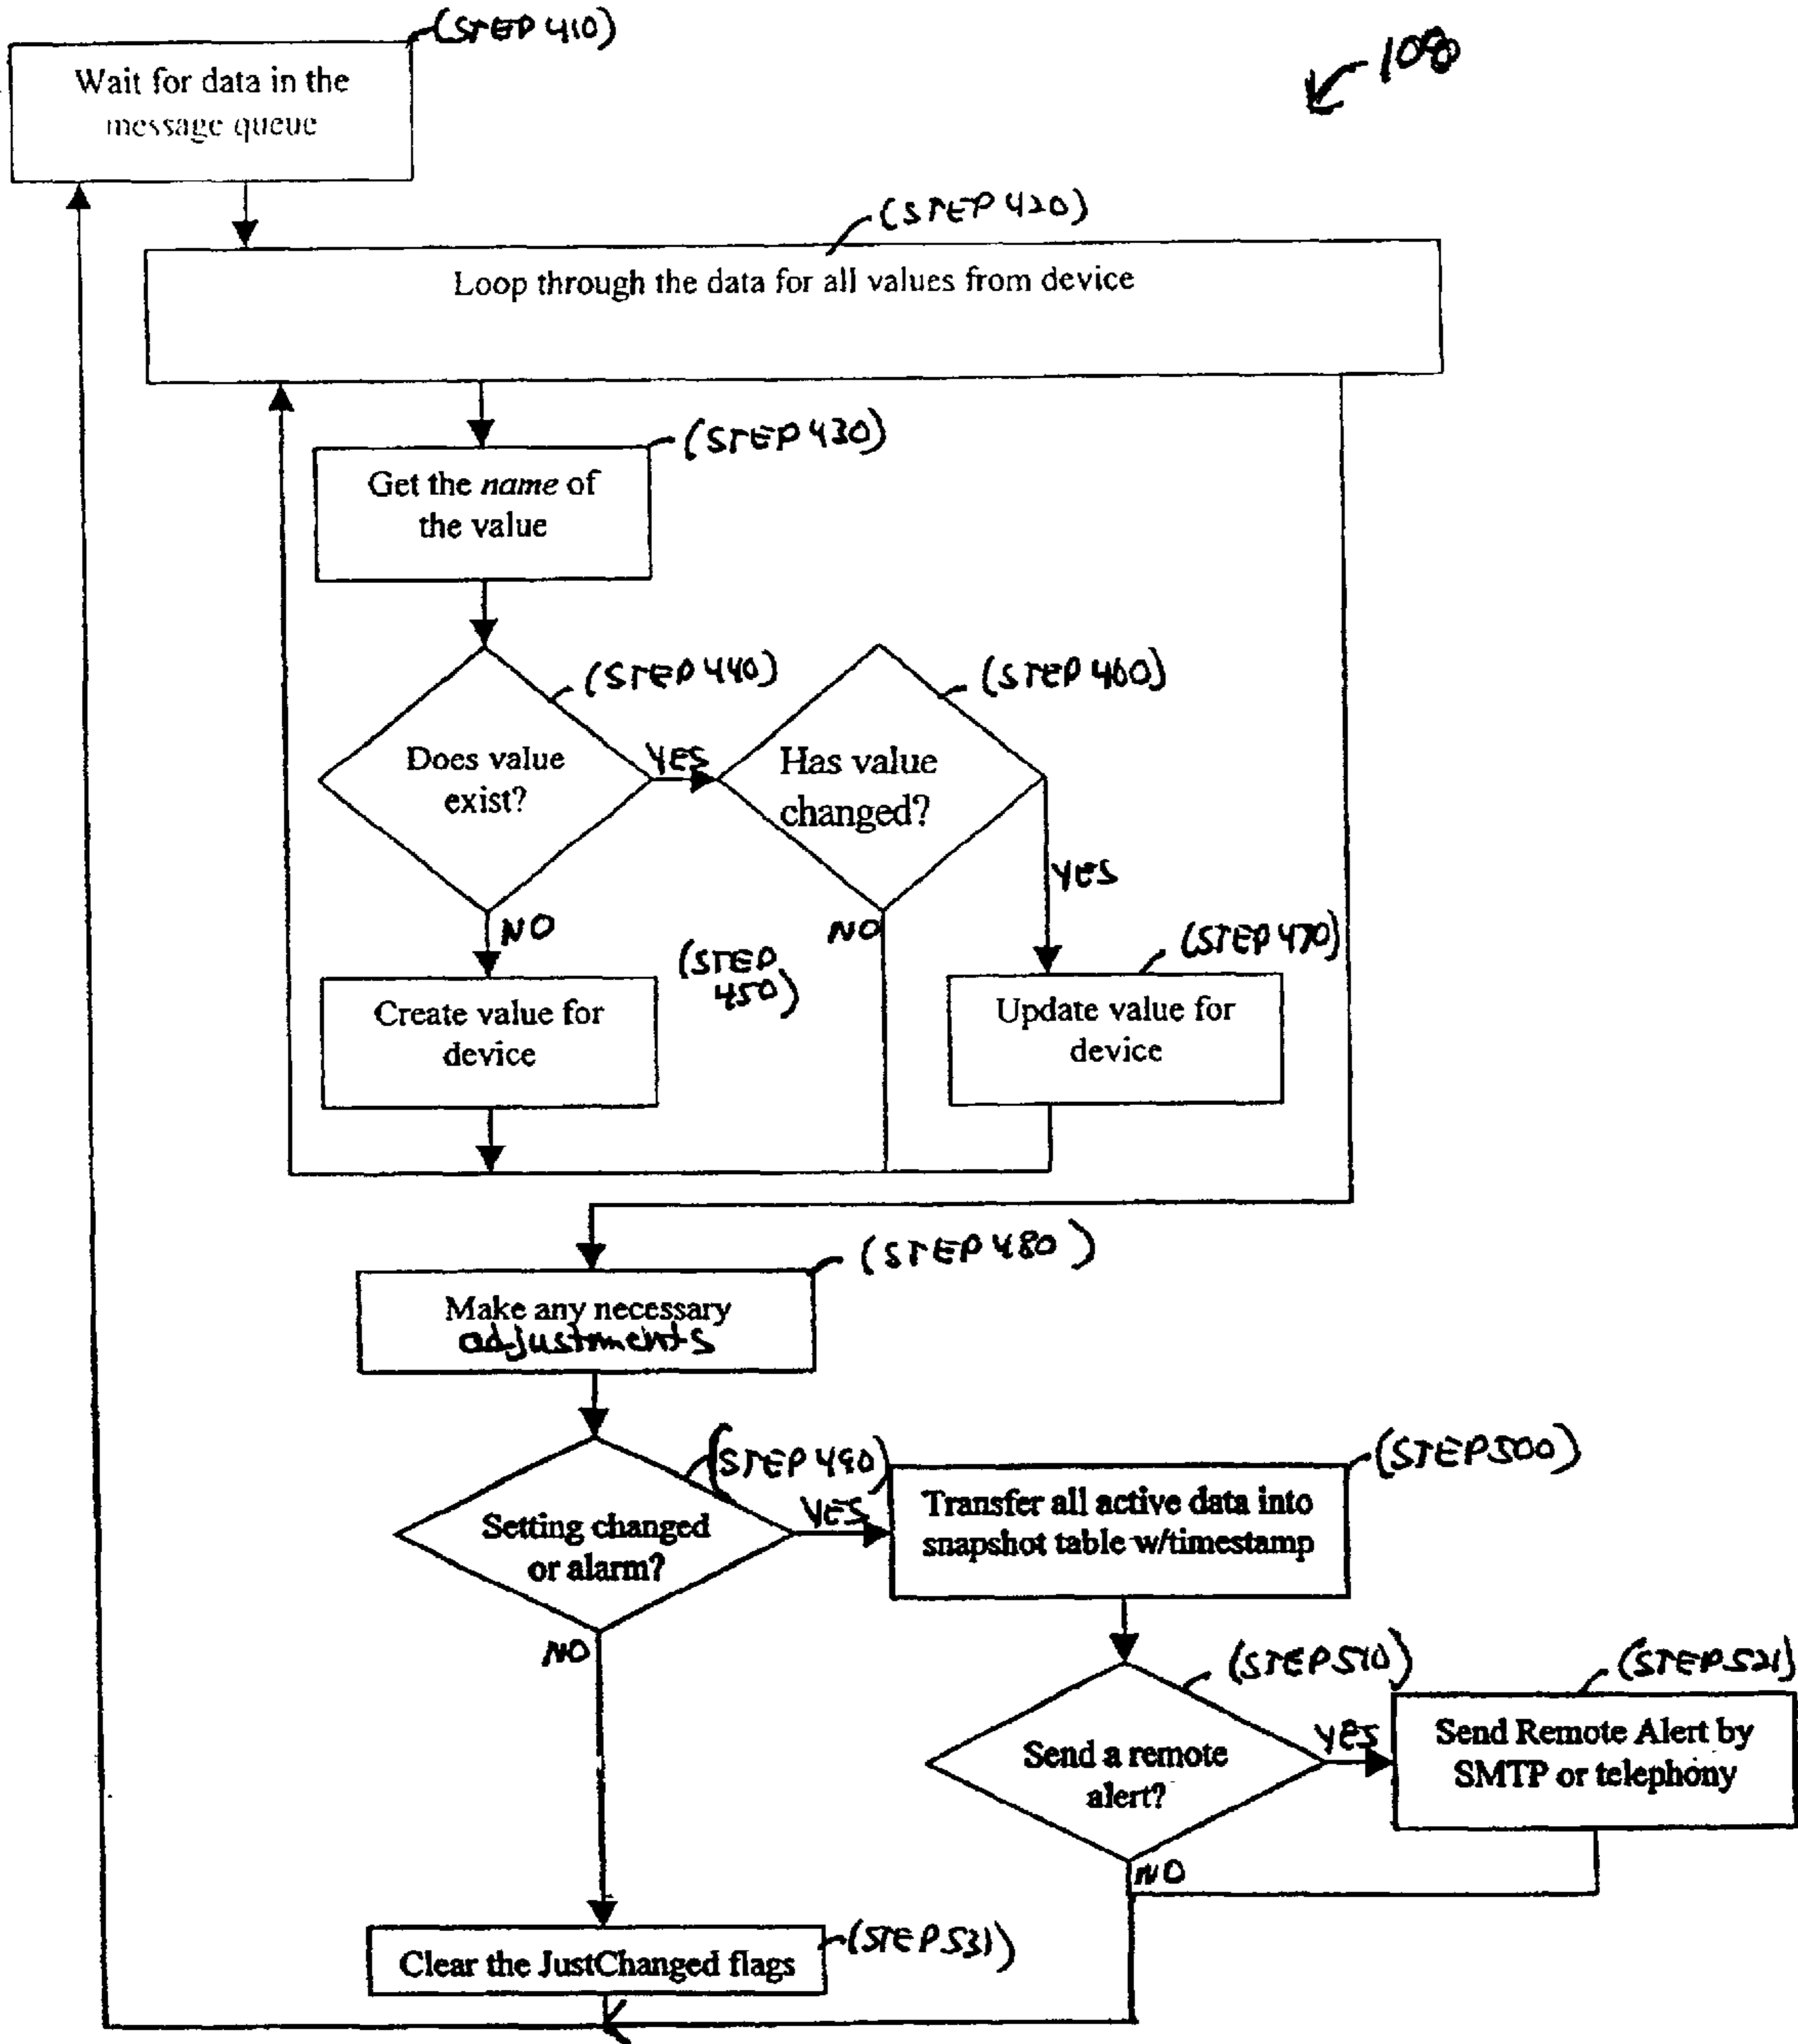 (STEP 410)
Wait for data in the
message queue
108
(STEP 420)
Loop through the data for all values from device
(STEP 430)
Get the name of
the value
(STEP 440)
(STEP 460)
Does value
exist?
YES
Has value
changed?
YES
NO
NO
(STEP
450)
(STEP 470)
Create value for
device
Update value for
device
(STEP 480)
Make any necessary
adjustments
(STEP 490)
(STEP 500)
Setting changed
or alarm?
YES
Transfer all active data into
snapshot table w/timestamp
NO
(STEP 510)
(STEP 521)
Send a remote
alert?
YES
Send Remote Alert by
SMTP or telephony
NO
(STEP 531)
Clear the JustChanged flags